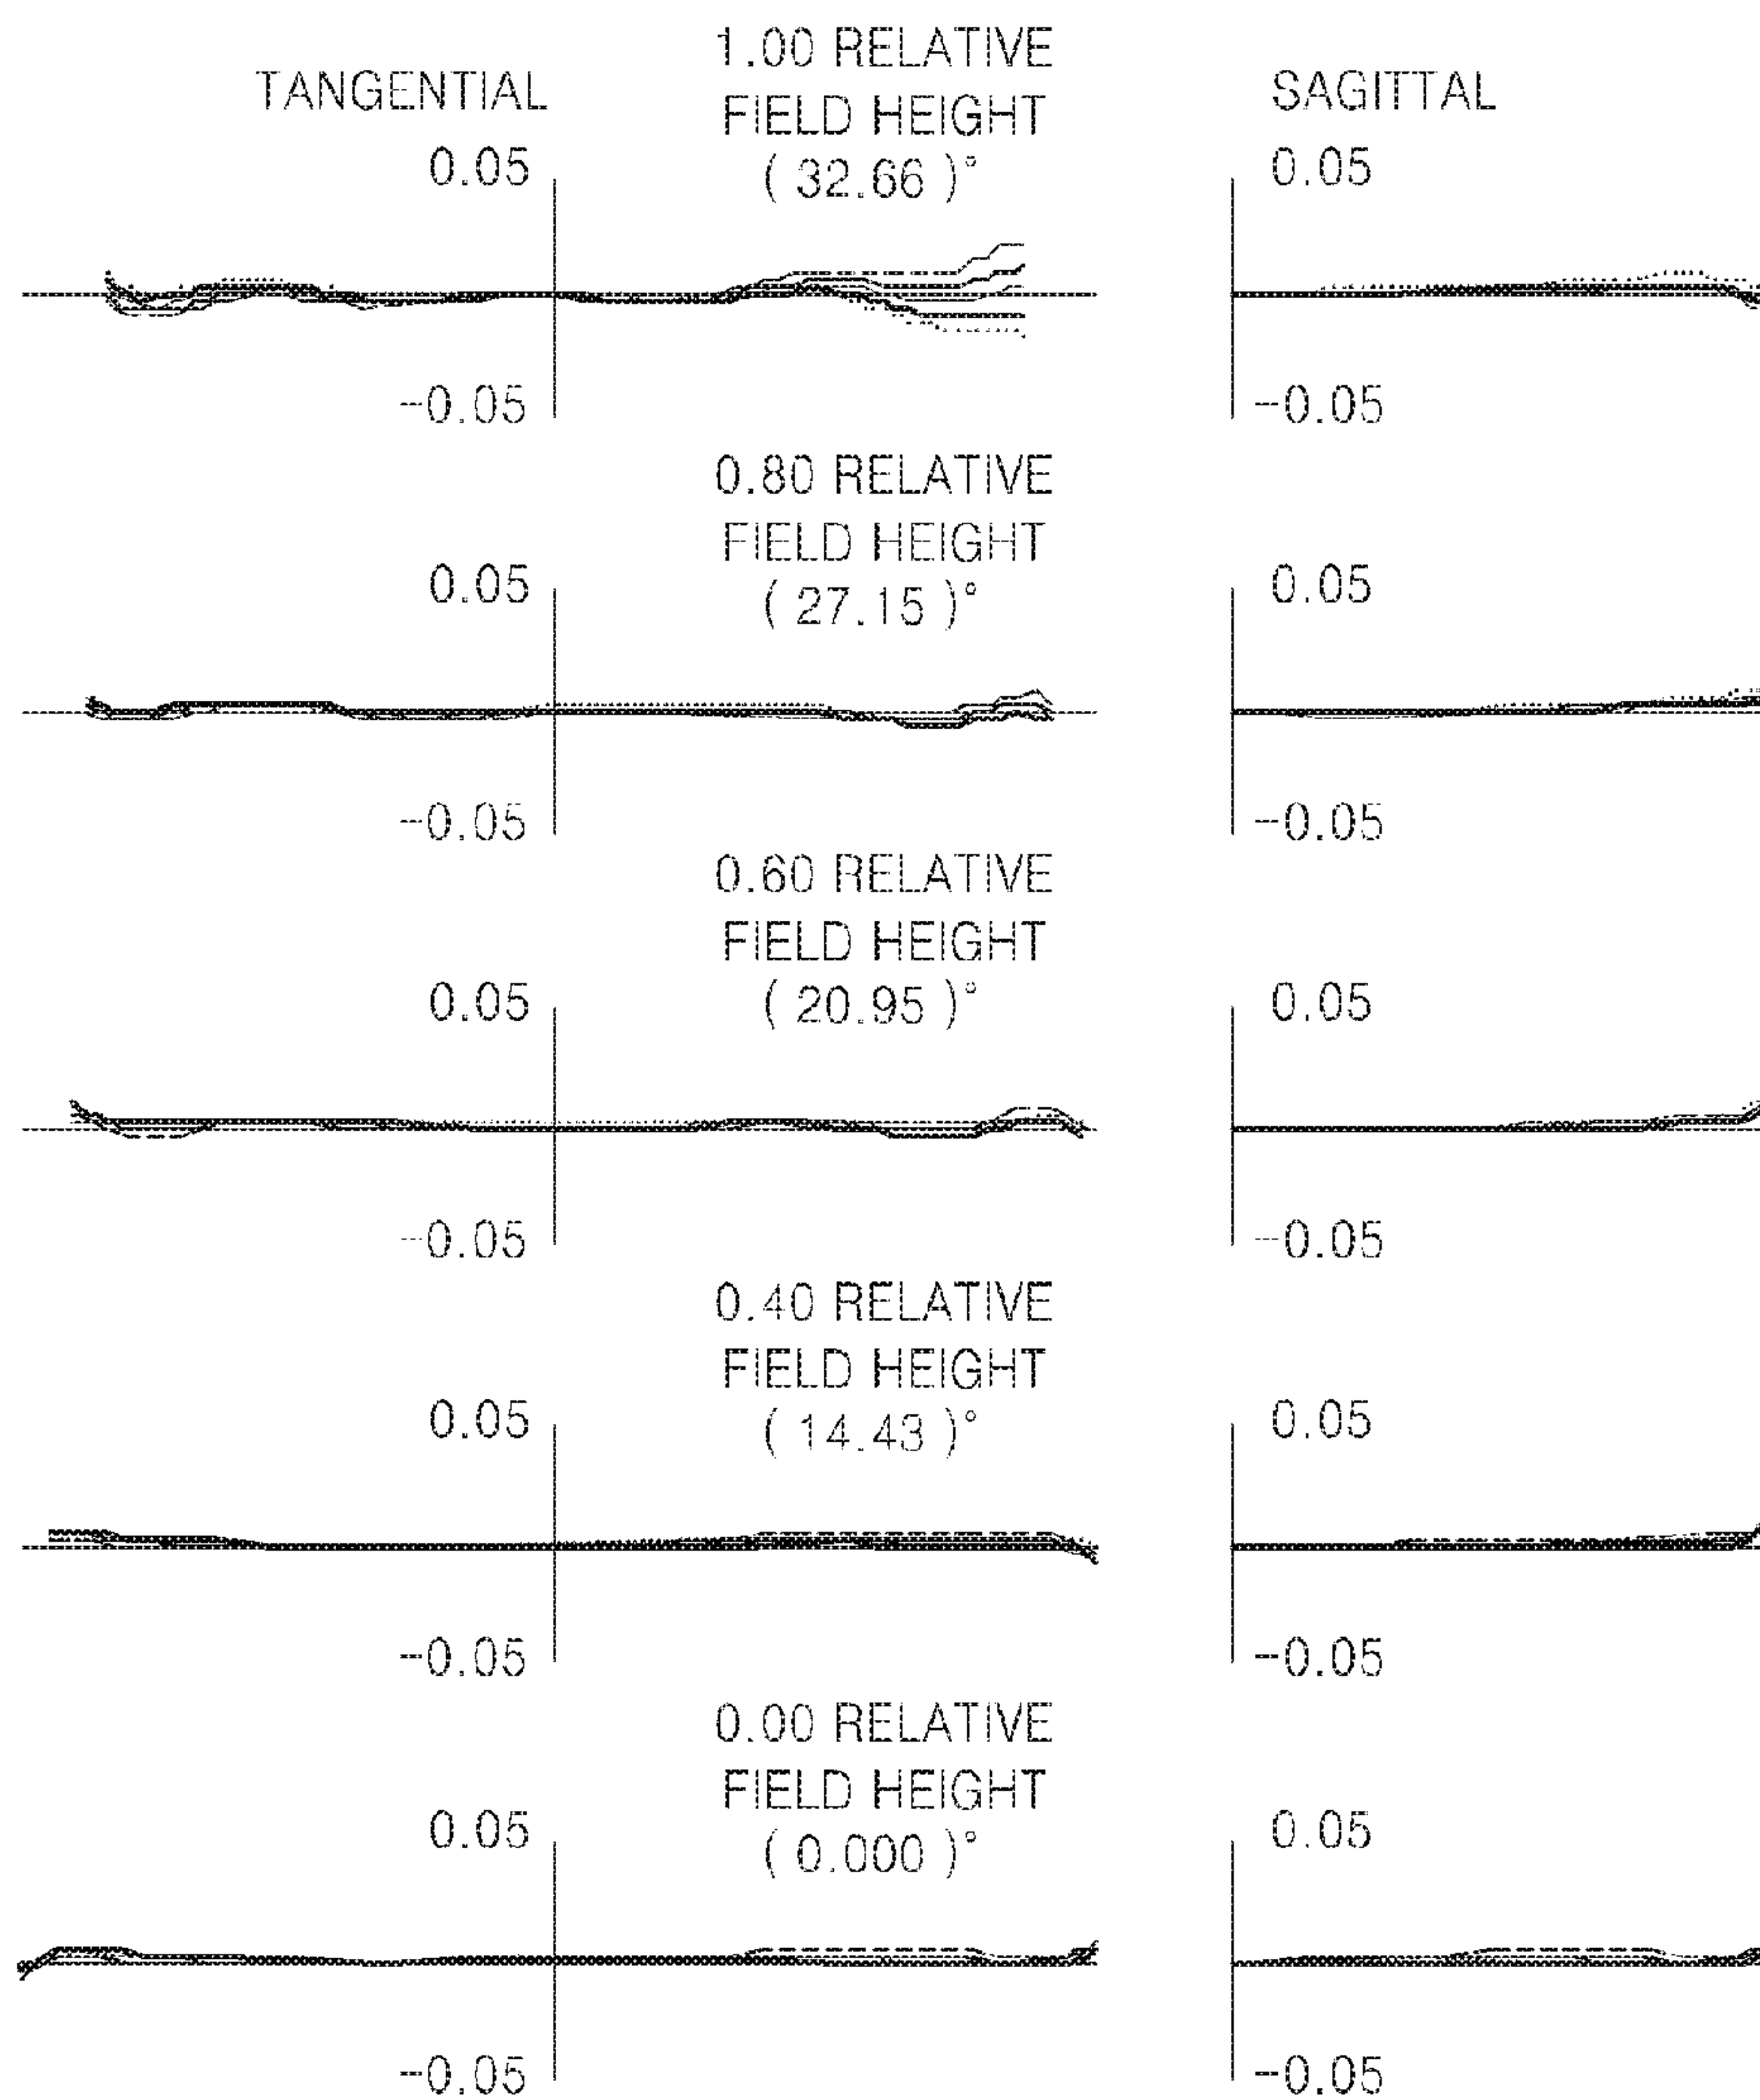 1.00 RELATIVE
TANGENTIAL FIELD HEIGHT SAGITTAL
0.05 ( 32.66 )° 0.05
-0.05 -0.05
0.80 RELATIVE
FIELD HEIGHT
0.05 ( 27.15 )° 0.05
-0.05 -0.05
0.60 RELATIVE
FIELD HEIGHT
0.05 ( 20.95 )° 0.05
-0.05 -0.05
0.40 RELATIVE
FIELD HEIGHT
0.05 ( 14.43 )° 0.05
-0.05 -0.05
0.00 RELATIVE
FIELD HEIGHT
0.05 ( 0.000 )° 0.05
-0.05 -0.05